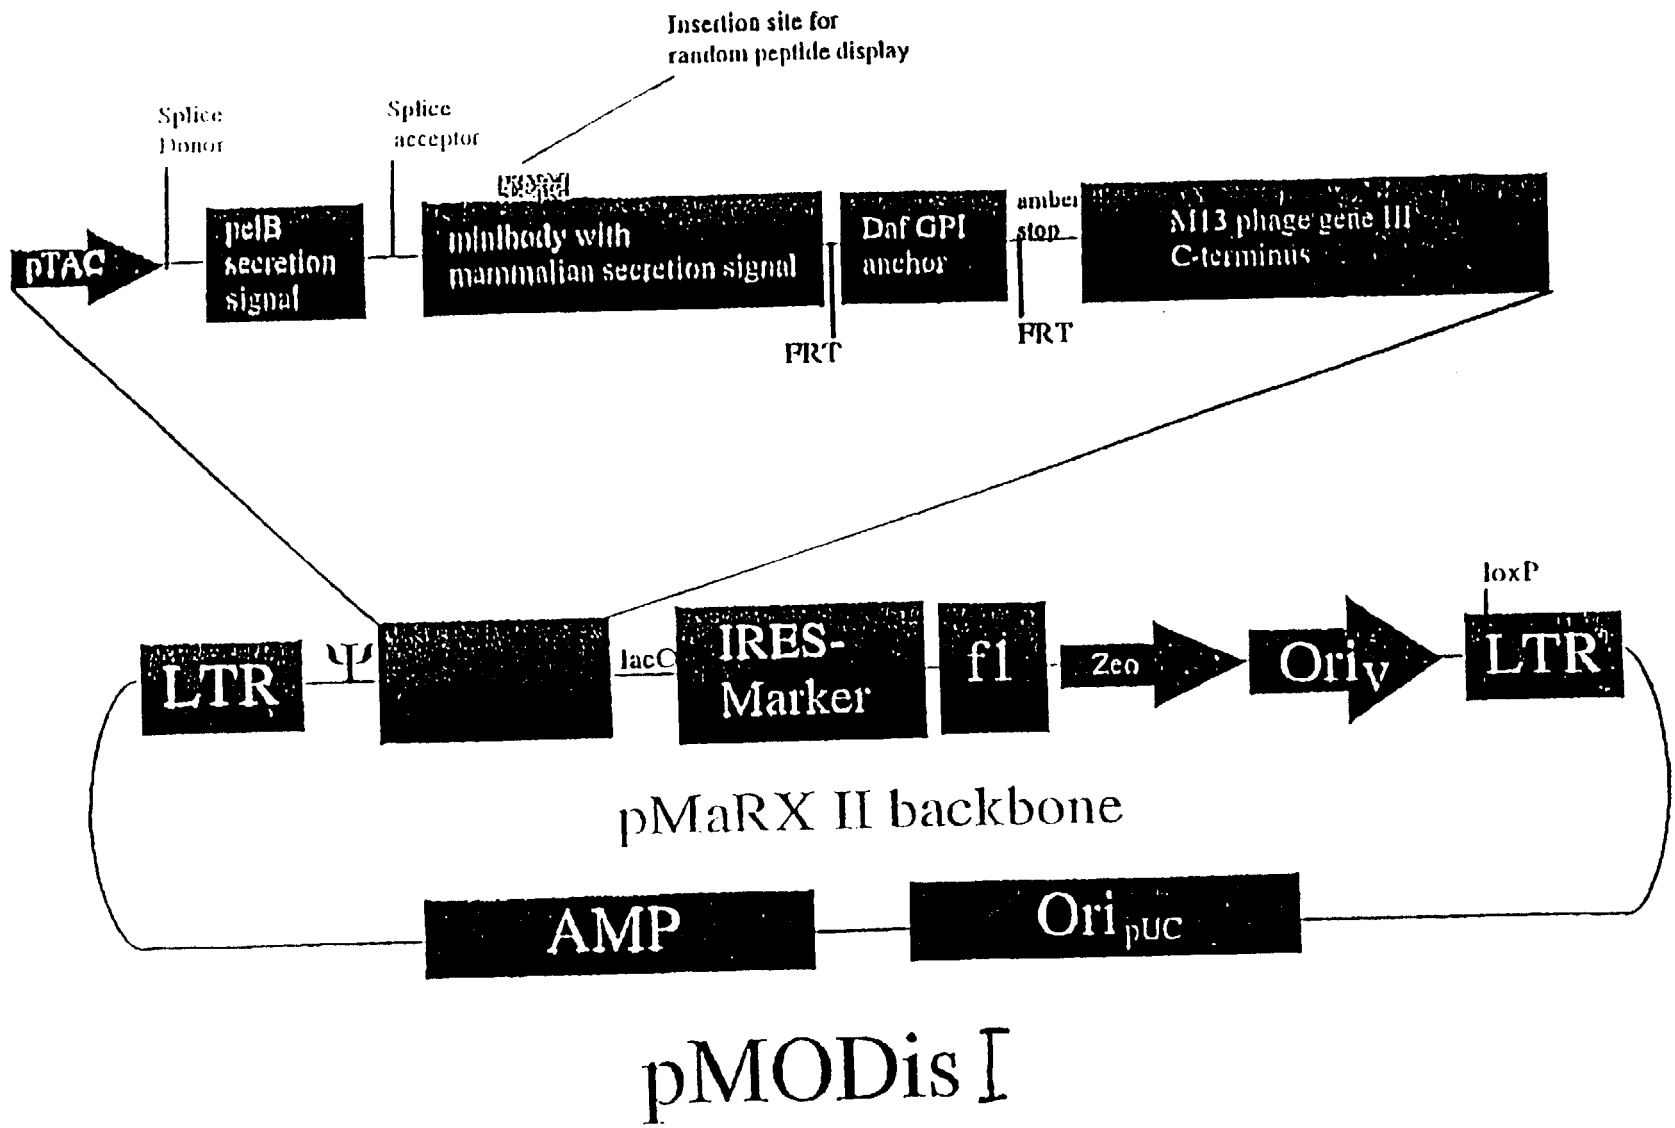 Insertion site for
random peptide display
Splice
Donor
Splice
acceptor
pTAC
pelB
secretion
signal
minibody with
mammalian secretion signal
Daf GPI
anchor
amber
stop
M13 phage gene III
C-terminus
FRT
FRT
loxP
LTR
Ψ
lacO
IRES-
Marker
f1
Zeo
OriV
LTR
pMaRX II backbone
AMP
Ori pUC
pMODis I